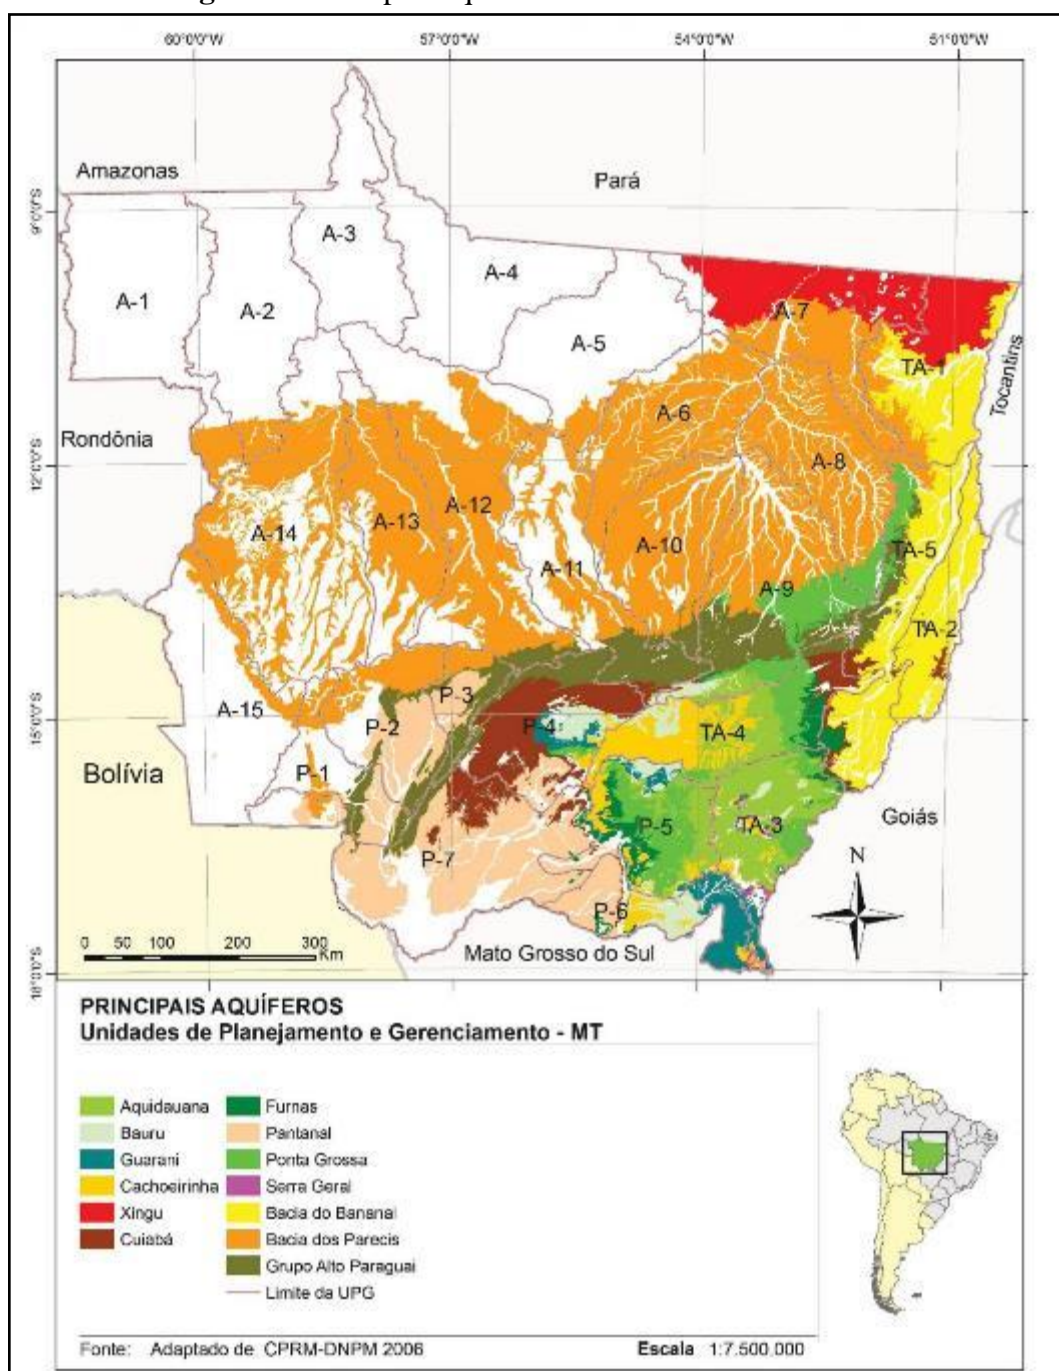 60°0'0"W 57°0'0"W 54°0'0"W 51°0'0"W
Amazonas
Pará
9°0'0"S
A-3
A-4
A-1
A-2
A-7
A-5
TA-1
Tocantins
A-6
Rondônia
12°0'0"S
A-8
A-12
A-13
A-14
A-10
TA-5
A-11
A-9
TA-2
P-3
A-15
P-2
P-4
TA-4
15°0'0"S
Bolívia
P-1
P-5
TA-3
Goiás
P-7
N
P-6
0 50 100 200 300
Km
Mato Grosso do Sul
18°0'0"S
PRINCIPAIS AQUÍFEROS
Unidades de Planejamento e Gerenciamento - MT
Aquidauana
Bauru
Guarani
Cachoeirinha
Xingu
Cuiabá
Furnas
Pantanal
Ponta Grossa
Serra Geral
Bacia do Bananal
Bacia dos Parecis
Grupo Alto Paraguai
Limite da UPG
Fonte: Adaptado de CPRM-DNPM 2006 Escala 1:7.500.000